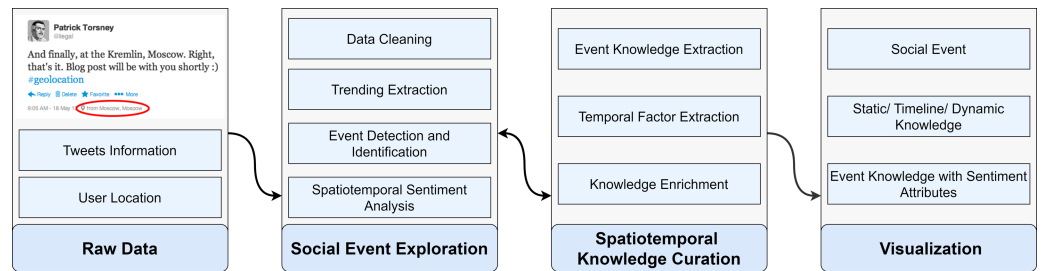 Patrick Torsney
@ilegal
And finally, at the Kremlin, Moscow. Right,
that's it. Blog post will be with you shortly :)
#geolocation
Reply Delete Favorite ••• More
from Moscow, Moscow
Tweets Information
User Location
Raw Data
Data Cleaning
Trending Extraction
Event Detection and
Identification
Spatiotemporal Sentiment
Analysis
Social Event Exploration
Event Knowledge Extraction
Temporal Factor Extraction
Knowledge Enrichment
Spatiotemporal
Knowledge Curation
Social Event
Static/ Timeline/ Dynamic
Knowledge
Event Knowledge with Sentiment
Attributes
Visualization